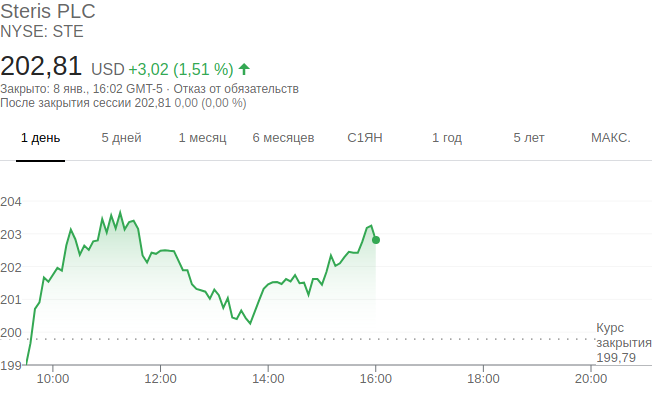 Steris PLC
NYSE: STE
202,81 USD +3,02 (1,51 %)
Закрыто: 8 янв., 16:02 GMT-5 · Отказ от обязательств
После закрытия сессии 202,81 0,00 (0,00 %)
1 день 5 дней 1 месяц 6 месяцев С1ЯН 1 год 5 лет МАКС.
204
203
202
201
200
Курс
закрытия
199,79
199
10:00 12:00 14:00 16:00 18:00 20:00